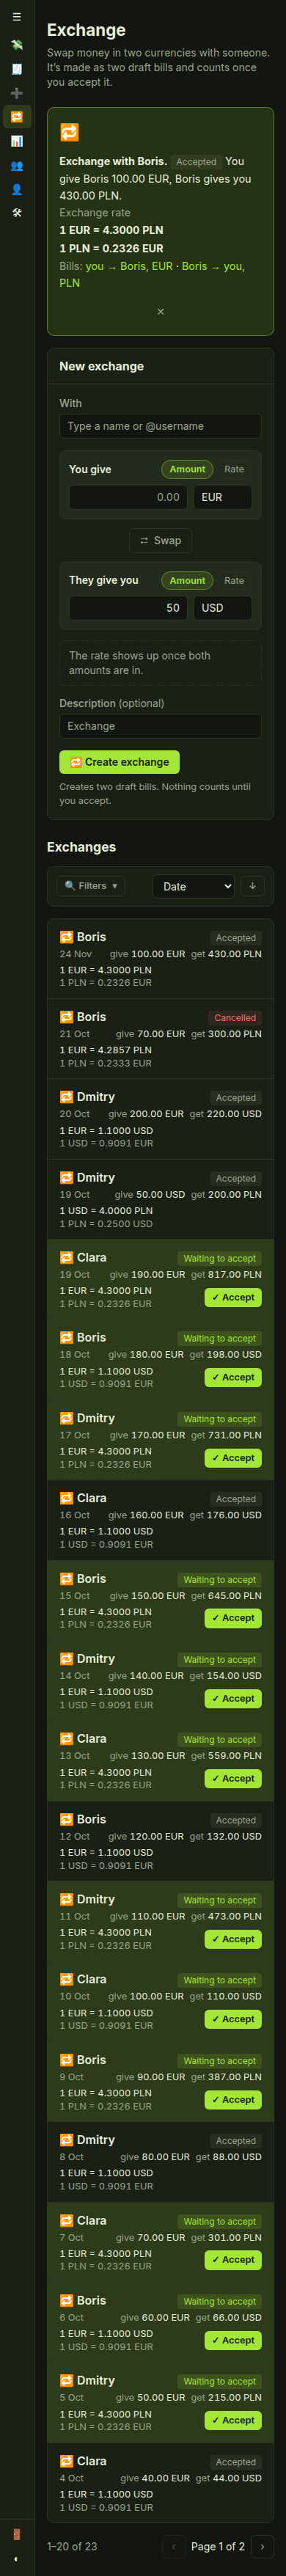 Exchange
Swap money in two currencies with someone.
It's made as two draft bills and counts once
you accept it.
Exchange with Boris. Accepted You
give Boris 100.00 EUR, Boris gives you
430.00 PLN.
Exchange rate
1 EUR = 4.3000 PLN
1 PLN = 0.2326 EUR
Bills: you → Boris, EUR · Boris → you,
PLN
×
New exchange
With
Type a name or @username
You give Amount Rate
0.00 EUR
⇄ Swap
They give you Amount Rate
50 USD
The rate shows up once both
amounts are in.
Description (optional)
Exchange
Create exchange
Creates two draft bills. Nothing counts until
you accept.
Exchanges
Filters ▾ Date ↓
Boris Accepted
24 Nov give 100.00 EUR get 430.00 PLN
1 EUR = 4.3000 PLN
1 PLN = 0.2326 EUR
Boris Cancelled
21 Oct give 70.00 EUR get 300.00 PLN
1 EUR = 4.2857 PLN
1 PLN = 0.2333 EUR
Dmitry Accepted
20 Oct give 200.00 EUR get 220.00 USD
1 EUR = 1.1000 USD
1 USD = 0.9091 EUR
Dmitry Accepted
19 Oct give 50.00 USD get 200.00 PLN
1 USD = 4.0000 PLN
1 PLN = 0.2500 USD
Clara Waiting to accept
19 Oct give 190.00 EUR get 817.00 PLN
1 EUR = 4.3000 PLN
1 PLN = 0.2326 EUR ✓ Accept
Boris Waiting to accept
18 Oct give 180.00 EUR get 198.00 USD
1 EUR = 1.1000 USD
1 USD = 0.9091 EUR ✓ Accept
Dmitry Waiting to accept
17 Oct give 170.00 EUR get 731.00 PLN
1 EUR = 4.3000 PLN
1 PLN = 0.2326 EUR ✓ Accept
Clara Accepted
16 Oct give 160.00 EUR get 176.00 USD
1 EUR = 1.1000 USD
1 USD = 0.9091 EUR
Boris Waiting to accept
15 Oct give 150.00 EUR get 645.00 PLN
1 EUR = 4.3000 PLN
1 PLN = 0.2326 EUR ✓ Accept
Dmitry Waiting to accept
14 Oct give 140.00 EUR get 154.00 USD
1 EUR = 1.1000 USD
1 USD = 0.9091 EUR ✓ Accept
Clara Waiting to accept
13 Oct give 130.00 EUR get 559.00 PLN
1 EUR = 4.3000 PLN
1 PLN = 0.2326 EUR ✓ Accept
Boris Accepted
12 Oct give 120.00 EUR get 132.00 USD
1 EUR = 1.1000 USD
1 USD = 0.9091 EUR
Dmitry Waiting to accept
11 Oct give 110.00 EUR get 473.00 PLN
1 EUR = 4.3000 PLN
1 PLN = 0.2326 EUR ✓ Accept
Clara Waiting to accept
10 Oct give 100.00 EUR get 110.00 USD
1 EUR = 1.1000 USD
1 USD = 0.9091 EUR ✓ Accept
Boris Waiting to accept
9 Oct give 90.00 EUR get 387.00 PLN
1 EUR = 4.3000 PLN
1 PLN = 0.2326 EUR ✓ Accept
Dmitry Accepted
8 Oct give 80.00 EUR get 88.00 USD
1 EUR = 1.1000 USD
1 USD = 0.9091 EUR
Clara Waiting to accept
7 Oct give 70.00 EUR get 301.00 PLN
1 EUR = 4.3000 PLN
1 PLN = 0.2326 EUR ✓ Accept
Boris Waiting to accept
6 Oct give 60.00 EUR get 66.00 USD
1 EUR = 1.1000 USD
1 USD = 0.9091 EUR ✓ Accept
Dmitry Waiting to accept
5 Oct give 50.00 EUR get 215.00 PLN
1 EUR = 4.3000 PLN
1 PLN = 0.2326 EUR ✓ Accept
Clara Accepted
4 Oct give 40.00 EUR get 44.00 USD
1 EUR = 1.1000 USD
1 USD = 0.9091 EUR
1–20 of 23 ‹ Page 1 of 2 ›